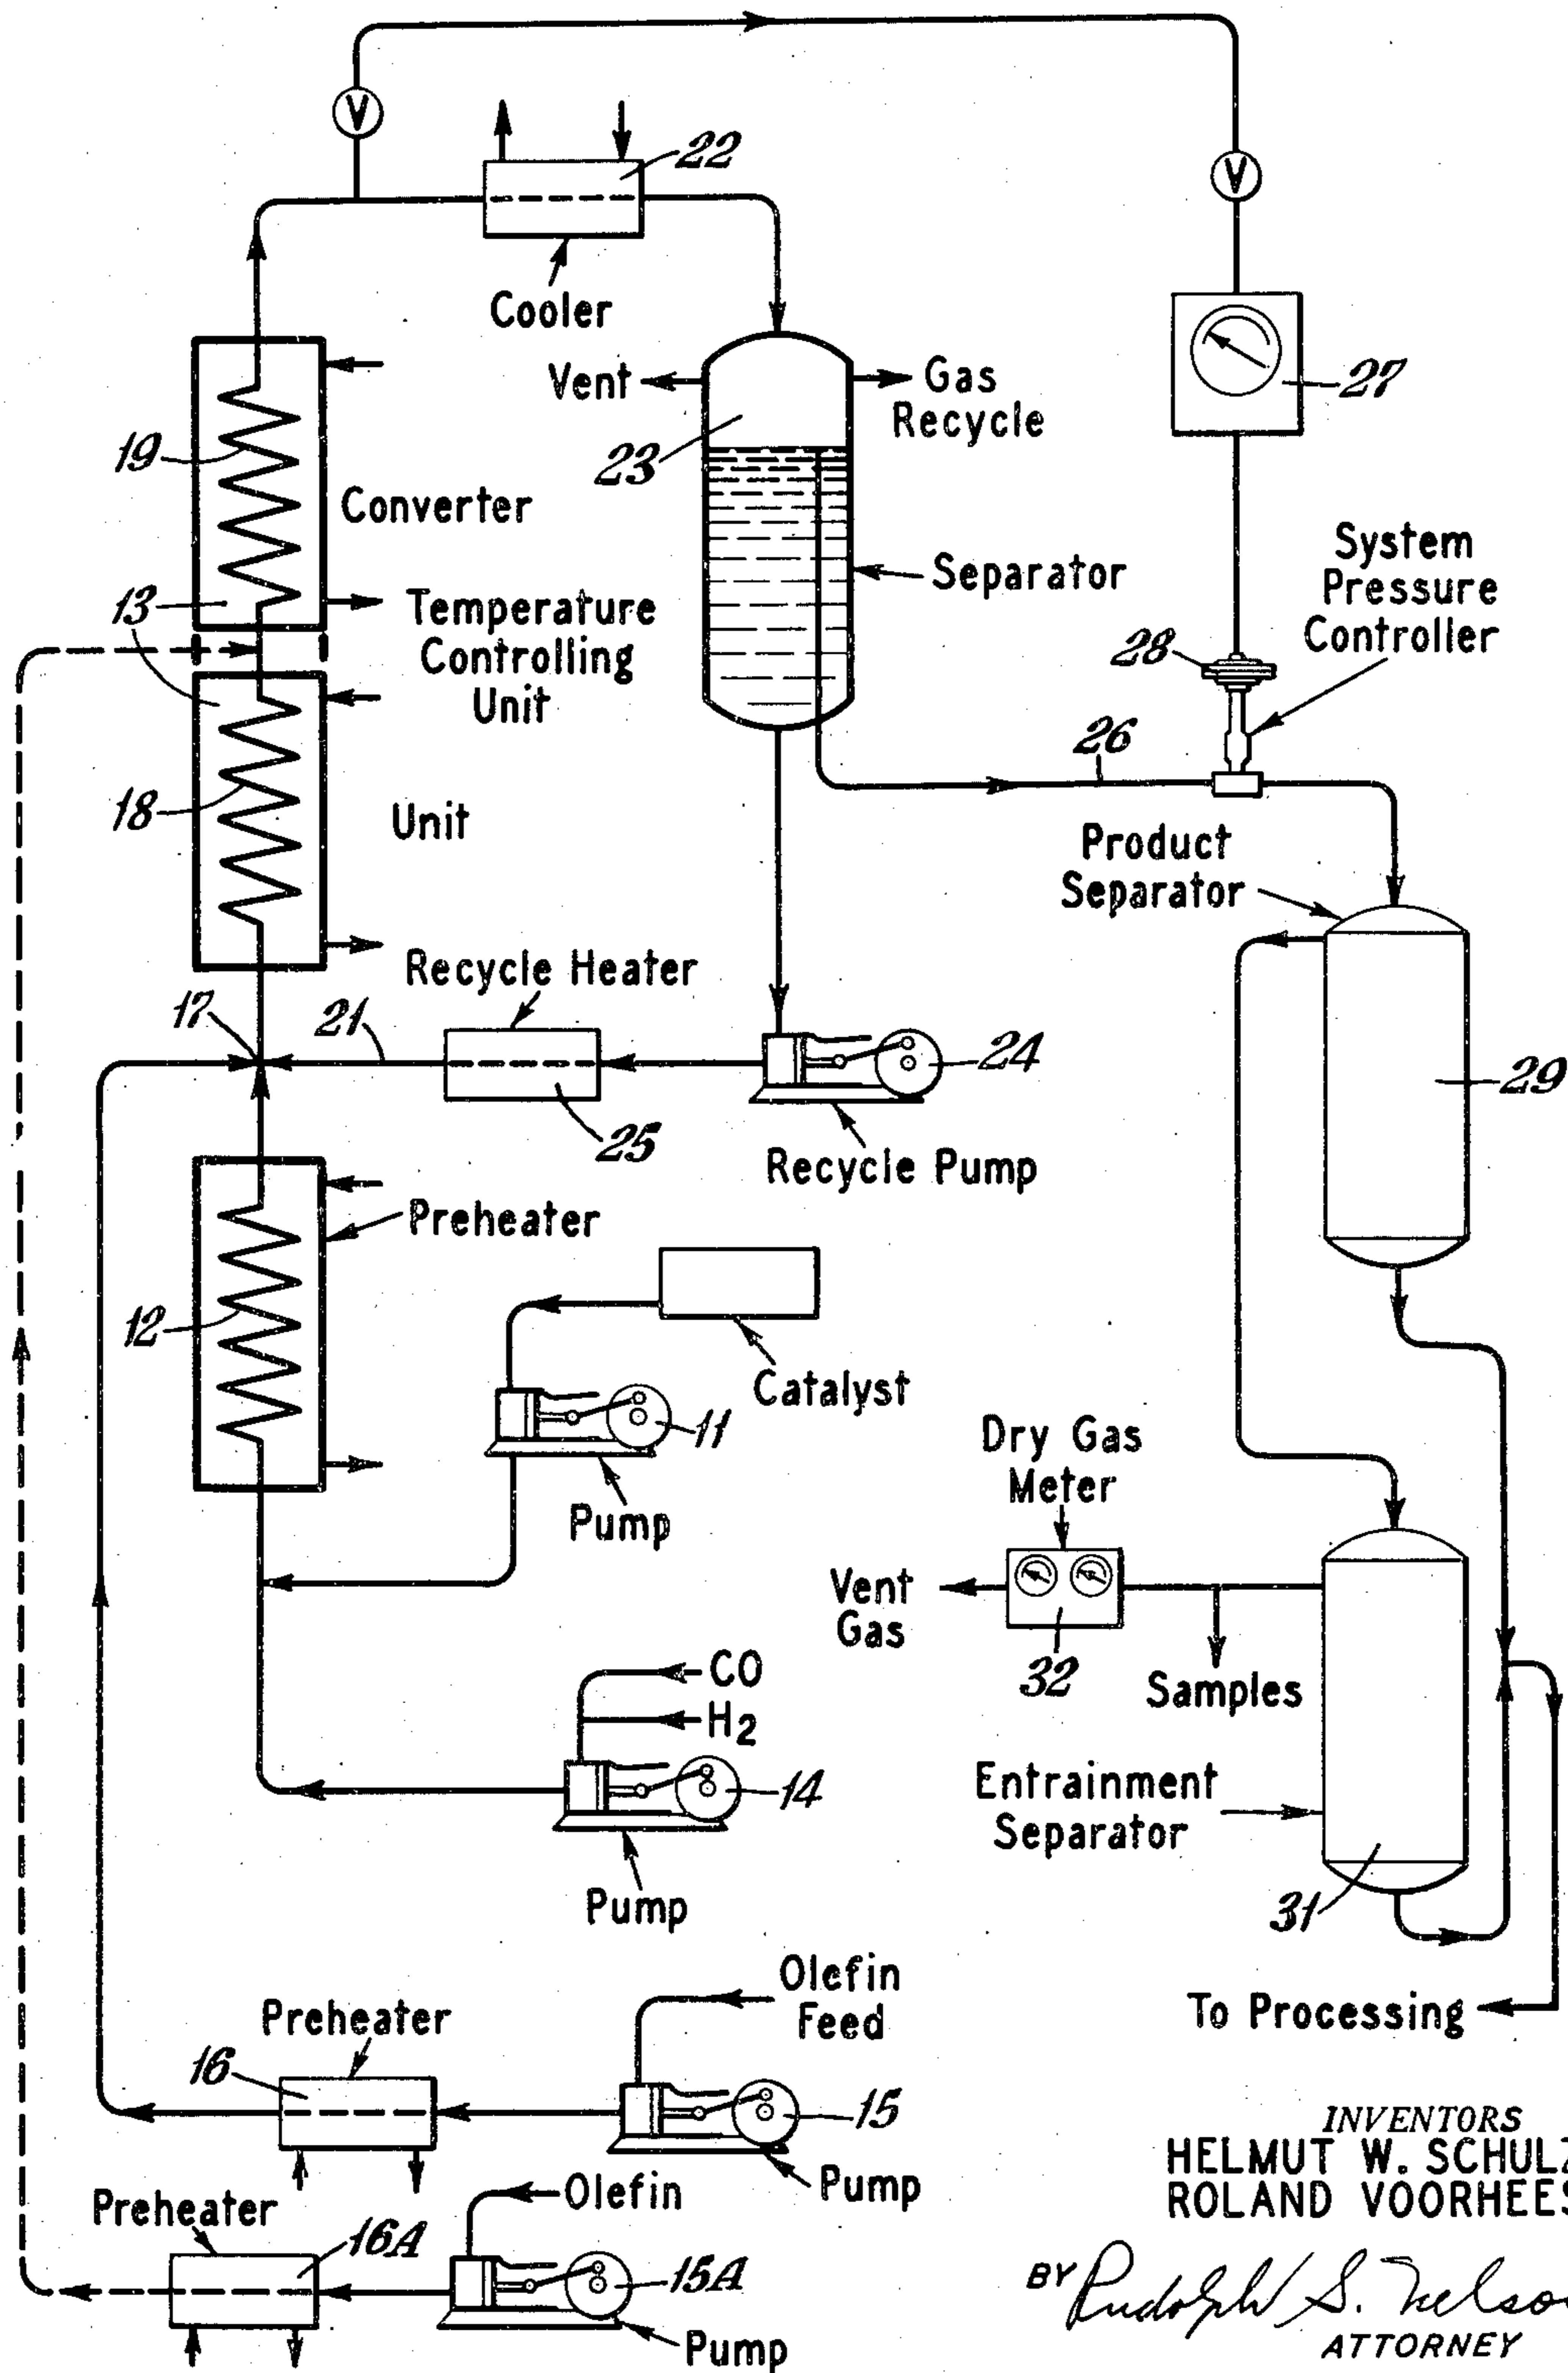 V
22
V
Cooler
Vent
Gas
Recycle
27
23
19
Converter
System
Pressure
Controller
Separator
13
Temperature
Controlling
Unit
28
26
18
Unit
Product
Separator
Recycle Heater
17
21
24
29
25
Recycle Pump
Preheater
12
Catalyst
11
Dry Gas
Meter
Pump
Vent
Gas
CO
32
Samples
H2
14
Entrainment
Separator
Pump
31
Olefin
Feed
To Processing
Preheater
16
15
INVENTORS
HELMUT W. SCHULZ
ROLAND VOORHEES
Pump
Olefin
Preheater
16A
15A
BY Rudolph S. Nelson
ATTORNEY
Pump